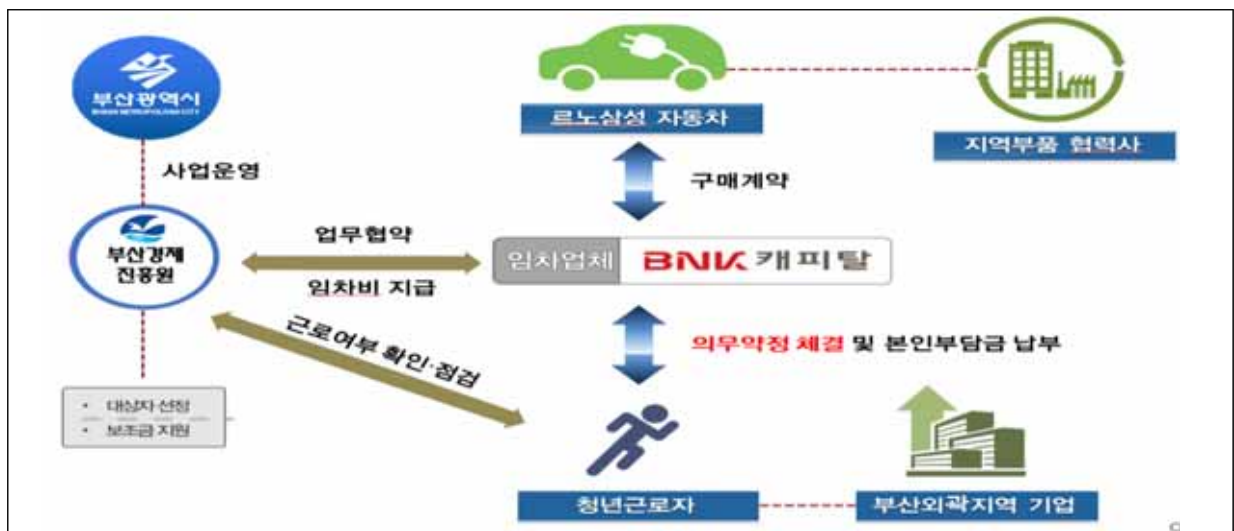 부산광역시
BUSAN METROPOLITAN CITY
르노삼성 자동차
지역부품 협력사
사업운영
구매계약
부산경제
진흥원
업무협약
임차업체 BNK 캐피탈
임차비 지급
근로여부 확인·점검
의무약정 체결 및 본인부담금 납부
• 대상자 선정
• 보조금 지원
청년근로자
부산외곽지역 기업